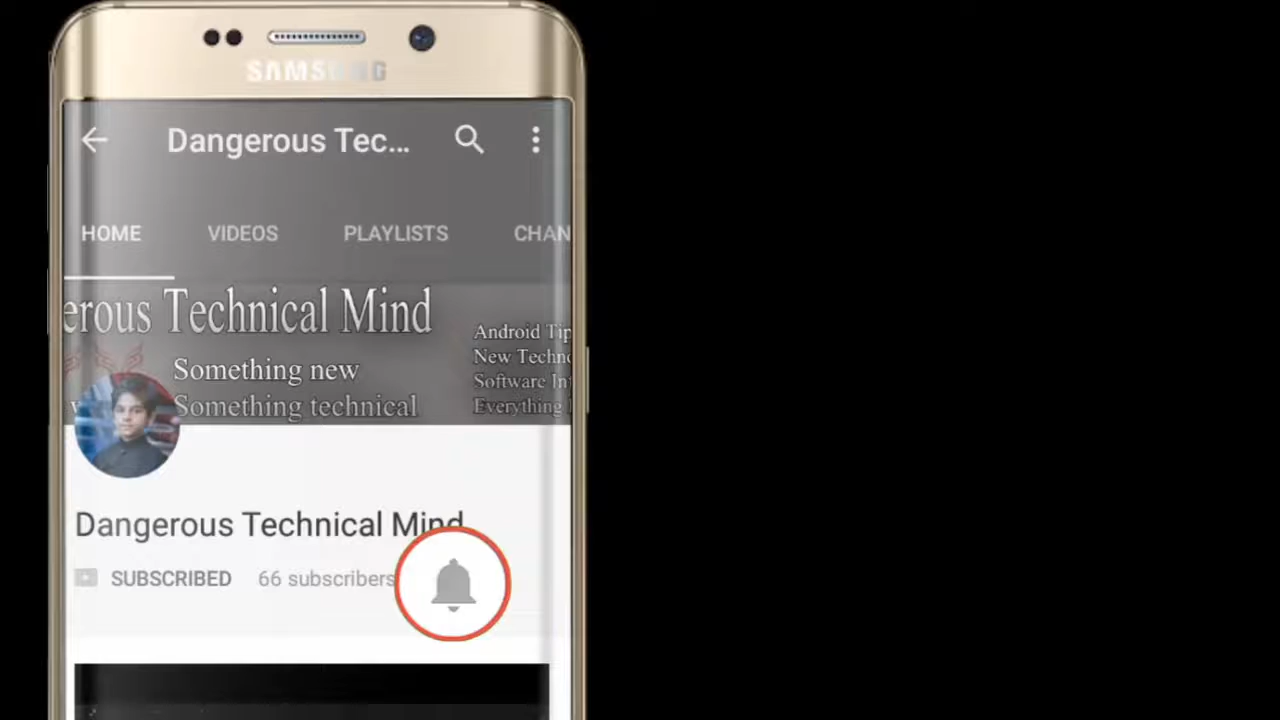 SAMSUNG
Dangerous Tec...
HOME VIDEOS PLAYLISTS CHAN
erous Technical Mind
Android Tip
Something new
New Techno
Software In
Something technical
Everything
Dangerous Technical Mind
SUBSCRIBED 66 subscribers